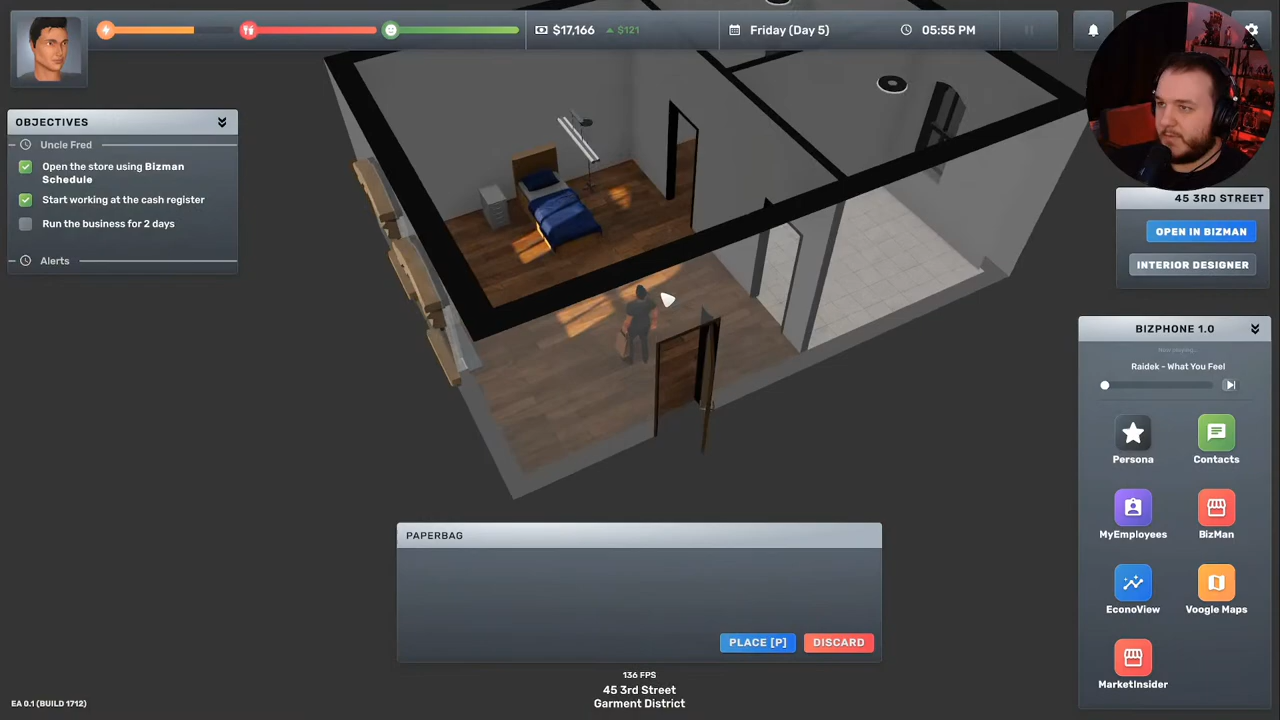 $17,166
$121
Friday (Day 5)
05:55 PM
OBJECTIVES
Uncle Fred
Open the store using Bizman
Schedule
Start working at the cash register
Run the business for 2 days
Alerts
45 3RD STREET
OPEN IN BIZMAN
INTERIOR DESIGNER
BIZPHONE 1.0
Now playing...
Raidek - What You Feel
Persona
Contacts
MyEmployees
BizMan
EconoView
Voogle Maps
MarketInsider
PAPERBAG
PLACE [P]
DISCARD
136 FPS
45 3rd Street
Garment District
EA 0.1 (BUILD 1712)